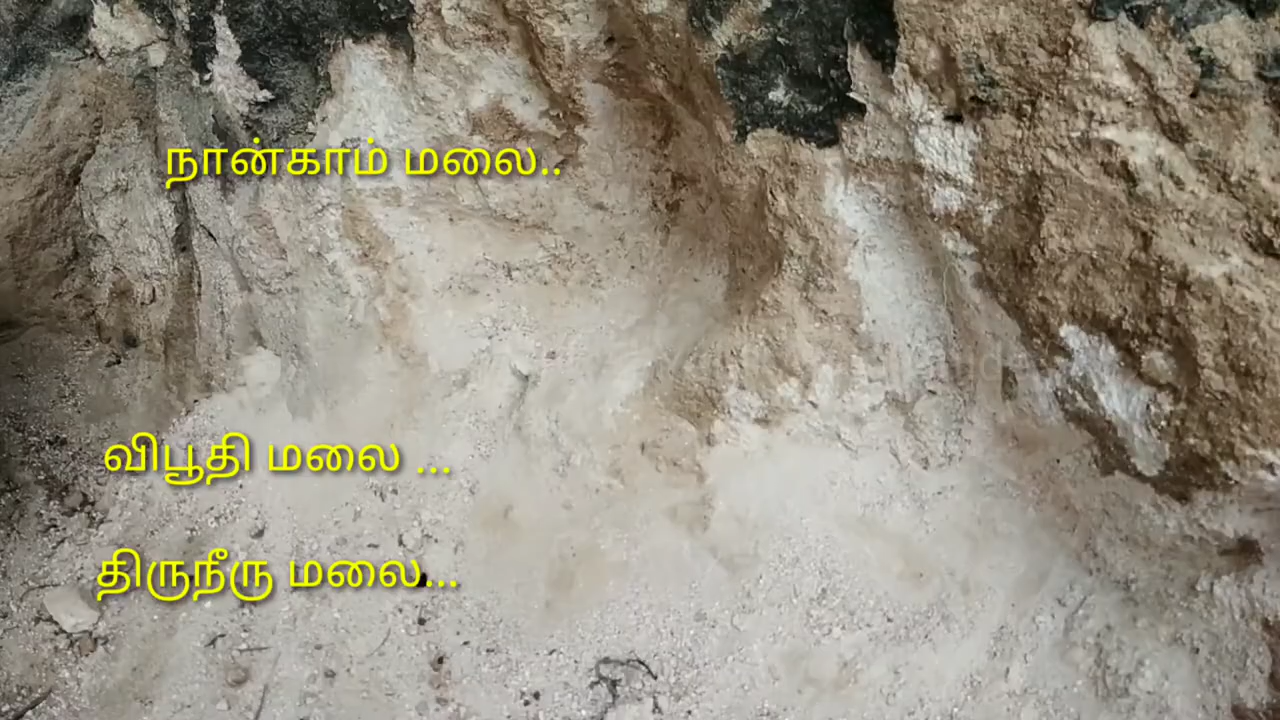 நான்காம் மலை..
விபூதி மலை ...
திருநீரு மலை...